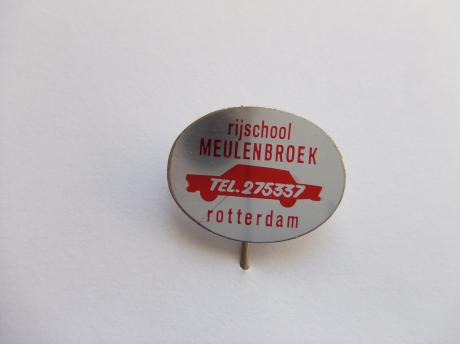 rijschool
MEULENBROEK
TEL. 275337
rotterdam